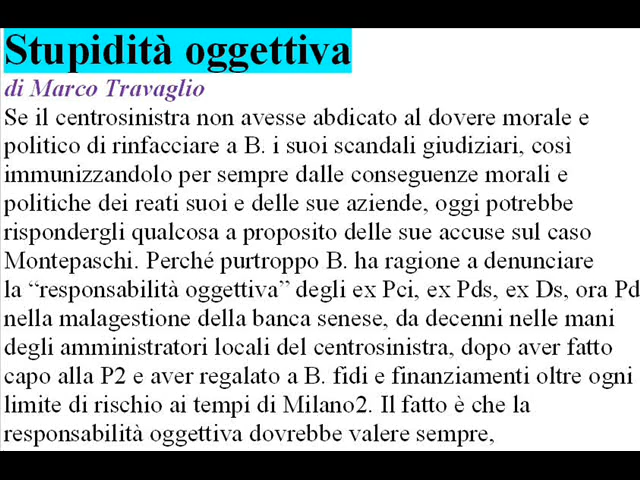 Stupidità oggettiva
di Marco Travaglio
Se il centrosinistra non avesse abdicato al dovere morale e
politico di rinfacciare a B. i suoi scandali giudiziari, così
immunizzandolo per sempre dalle conseguenze morali e
politiche dei reati suoi e delle sue aziende, oggi potrebbe
rispondergli qualcosa a proposito delle sue accuse sul caso
Montepaschi. Perché purtroppo B. ha ragione a denunciare
la “responsabilità oggettiva” degli ex Pci, ex Pds, ex Ds, ora Pd
nella malagestione della banca senese, da decenni nelle mani
degli amministratori locali del centrosinistra, dopo aver fatto
capo alla P2 e aver regalato a B. fidi e finanziamenti oltre ogni
limite di rischio ai tempi di Milano2. Il fatto è che la
responsabilità oggettiva dovrebbe valere sempre,